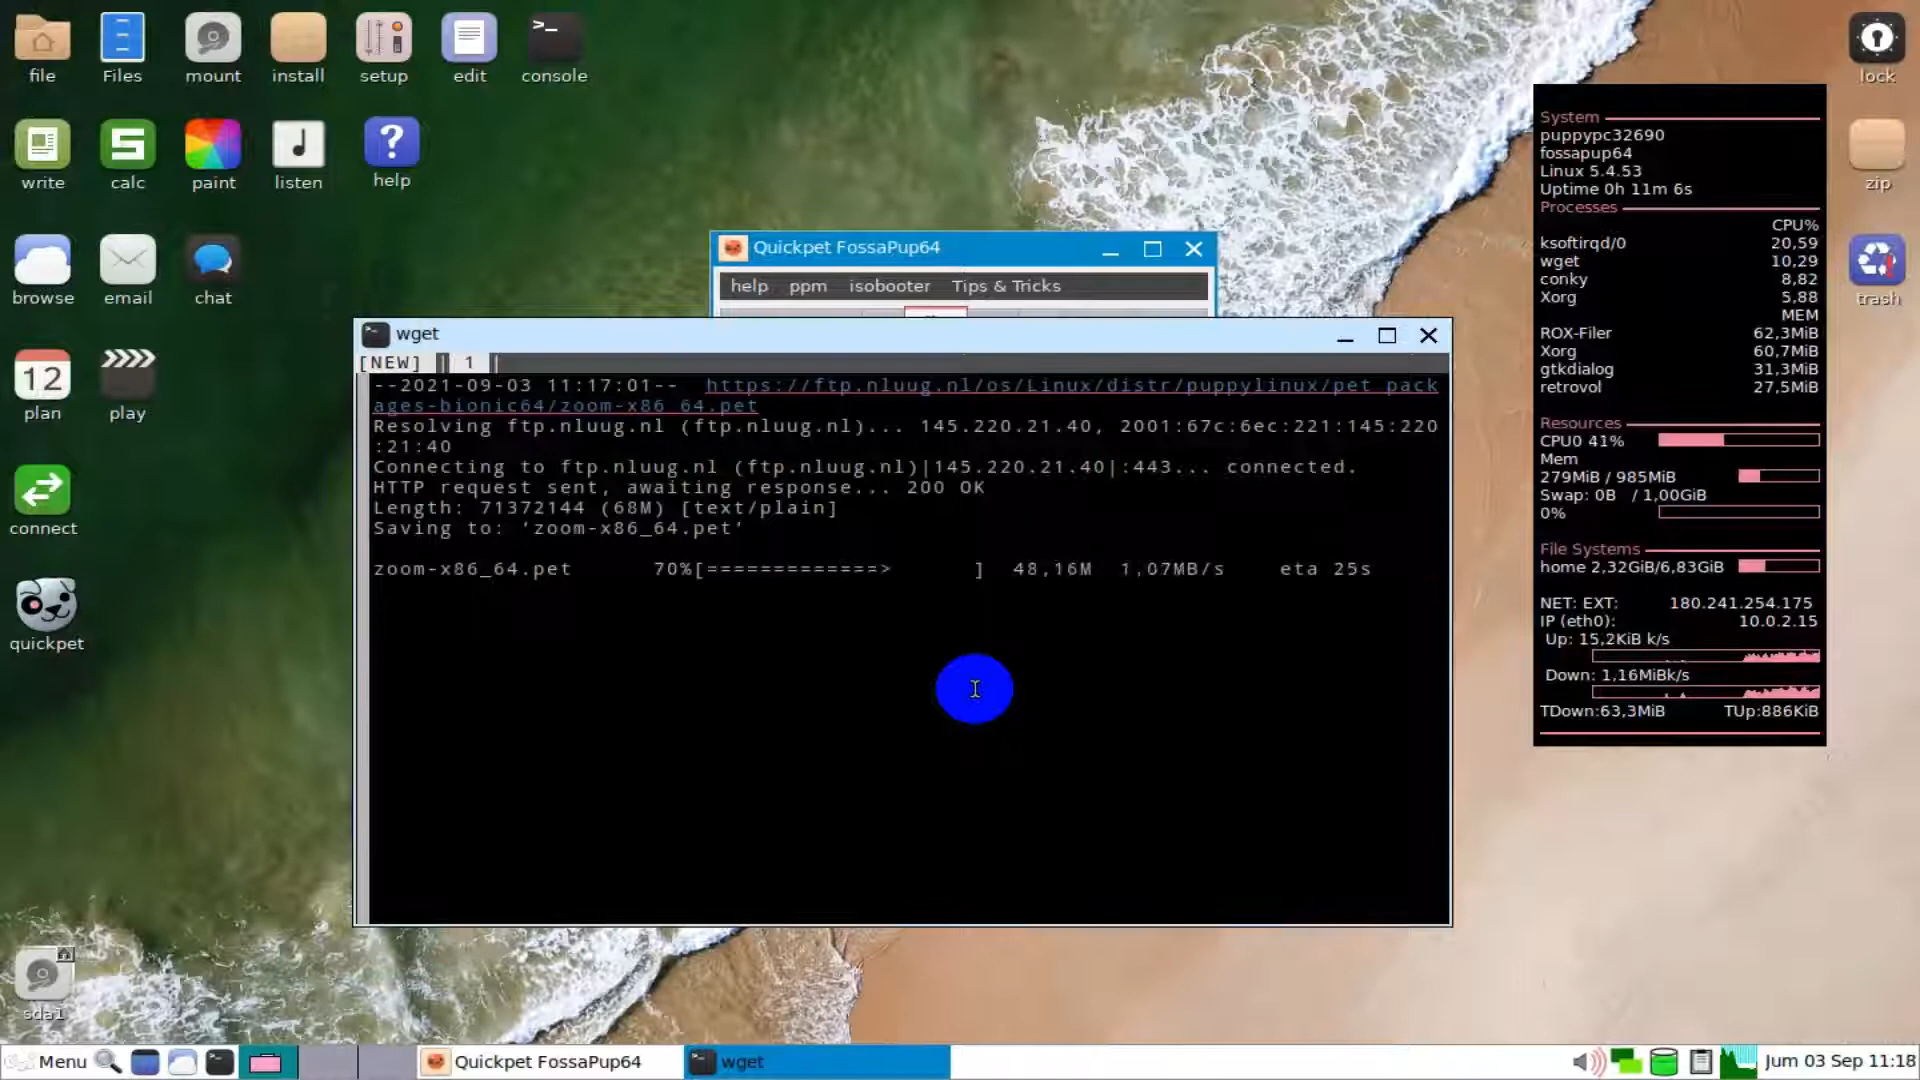 file
Files
mount
install
setup
edit
console
>_
write
calc
paint
listen
help
browse
email
chat
12
plan
play
connect
quickpet
sda1
lock
zip
trash
Quickpet FossaPup64
help ppm isobooter Tips & Tricks
wget
[NEW] 1
--2021-09-03 11:17:01-- https://ftp.nluug.nl/os/Linux/distr/puppylinux/pet_pack
ages-bionic64/zoom-x86_64.pet
Resolving ftp.nluug.nl (ftp.nluug.nl)... 145.220.21.40, 2001:67c:6ec:221:145:220
:21:40
Connecting to ftp.nluug.nl (ftp.nluug.nl)|145.220.21.40|:443... connected.
HTTP request sent, awaiting response... 200 OK
Length: 71372144 (68M) [text/plain]
Saving to: ‘zoom-x86_64.pet’
zoom-x86_64.pet 70%[=============> ] 48,16M 1,07MB/s eta 25s
System
puppypc32690
fossapup64
Linux 5.4.53
Uptime 0h 11m 6s
Processes
CPU%
ksoftirqd/0 20,59
wget 10,29
conky 8,82
Xorg 5,88
MEM
ROX-Filer 62,3MiB
Xorg 60,7MiB
gtkdialog 31,3MiB
retrovol 27,5MiB
Resources
CPU0 41%
Mem
279MiB / 985MiB
Swap: 0B / 1,00GiB
0%
File Systems
home 2,32GiB/6,83GiB
NET: EXT: 180.241.254.175
IP (eth0): 10.0.2.15
Up: 15,2KiB k/s
Down: 1,16MiBk/s
TDown:63,3MiB TUp:886KiB
Menu
Quickpet FossaPup64
wget
Jum 03 Sep 11:18